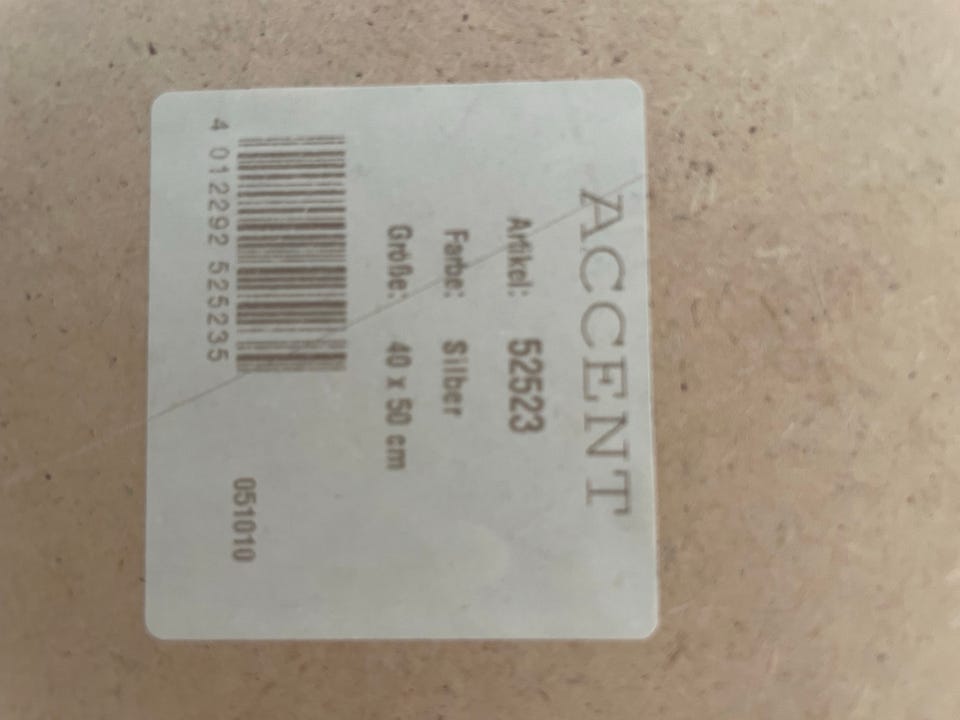 ACCENT
Artikel: 52523
Farbe: Silber
Größe: 40 x 50 cm
4 012292 525235
051010